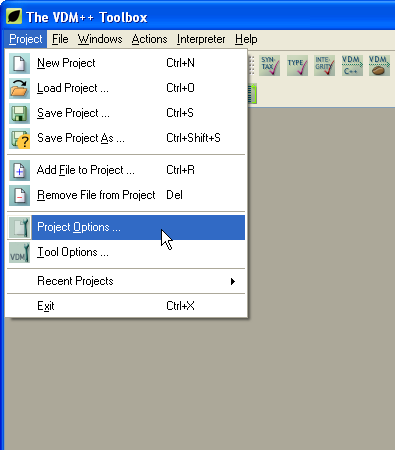 The VDM++ Toolbox
Project File Windows Actions Interpreter Help
New Project Ctrl+N
Load Project ... Ctrl+O
Save Project ... Ctrl+S
Save Project As ... Ctrl+Shift+S
Add File to Project ... Ctrl+R
Remove File from Project Del
Project Options ...
Tool Options ...
Recent Projects
Exit Ctrl+X
SYN-
TAX
TYPE
INTE-
GRITY
VDM
C++
VDM
VDM